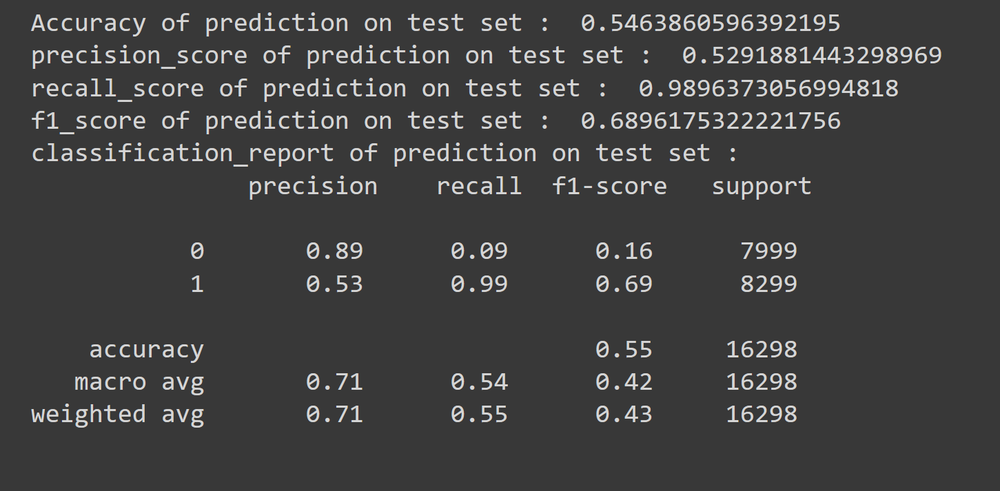 Accuracy of prediction on test set :  0.5463860596392195
precision_score of prediction on test set :  0.5291881443298969
recall_score of prediction on test set :  0.9896373056994818
f1_score of prediction on test set :  0.6896175322221756
classification_report of prediction on test set :
precision    recall  f1-score   support
0       0.89      0.09      0.16      7999
1       0.53      0.99      0.69      8299
accuracy                           0.55     16298
macro avg       0.71      0.54      0.42     16298
weighted avg       0.71      0.55      0.43     16298